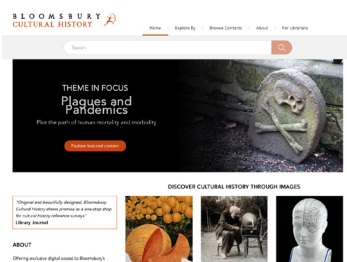 BLOOMSBURY
CULTURAL HISTORY
Home
Explore By
Browse Contents
About
For Librarians
Search
THEME IN FOCUS
Plagues and
Pandemics
Plot the path of human mortality and morbidity
Explore featured content
DISCOVER CULTURAL HISTORY THROUGH IMAGES
"Original and beautifully designed, Bloomsbury
Cultural History shows promise as a one-stop shop
for cultural history reference surveys."
Library Journal
ABOUT
Offering exclusive digital access to Bloomsbury's